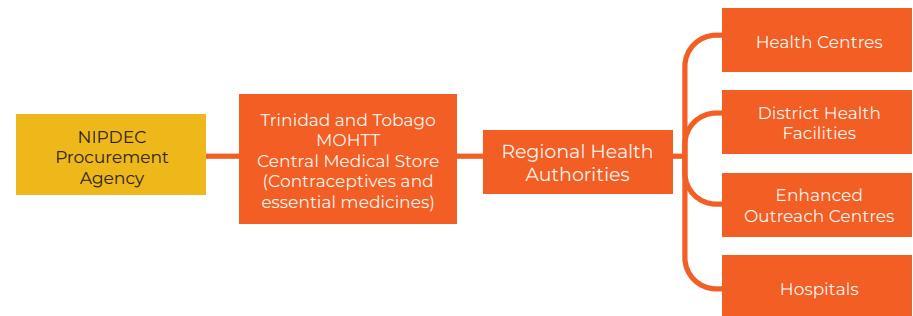 NIPDEC
Procurement
Agency
Trinidad and Tobago
MOHTT
Central Medical Store
(Contraceptives and
essential medicines)
Regional Health
Authorities
Health Centres
District Health
Facilities
Enhanced
Outreach Centres
Hospitals